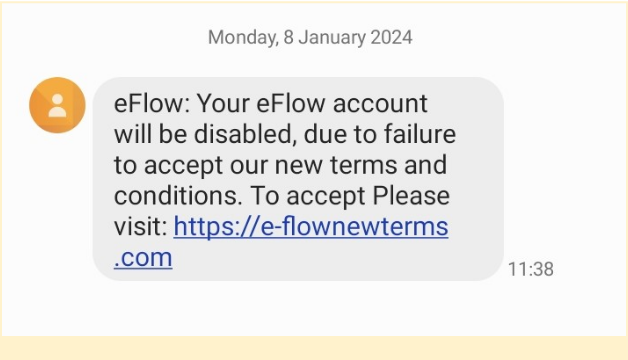 Monday, 8 January 2024
eFlow: Your eFlow account
will be disabled, due to failure
to accept our new terms and
conditions. To accept Please
visit: https://e-flownewterms
.com
11:38